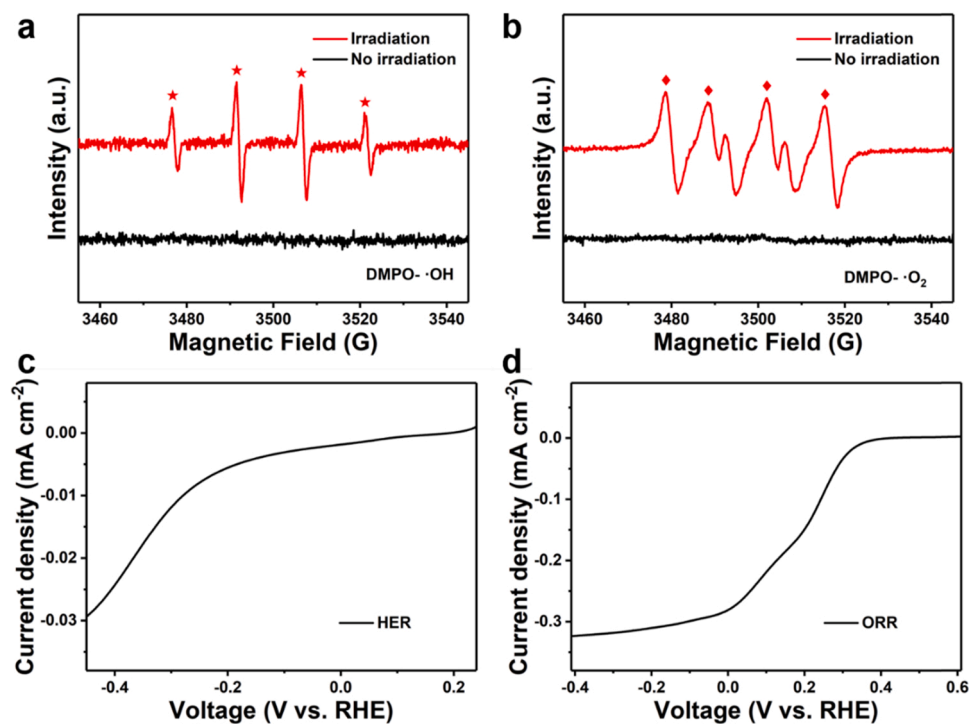 a
Irradiation
No irradiation
Intensity (a.u.)
DMPO- ·OH
3460 3480 3500 3520 3540
Magnetic Field (G)
b
Irradiation
No irradiation
Intensity (a.u.)
DMPO- ·O₂
3460 3480 3500 3520 3540
Magnetic Field (G)
c
Current density (mA cm⁻²)
0.00
-0.01
-0.02
-0.03
HER
-0.4 -0.2 0.0 0.2
Voltage (V vs. RHE)
d
Current density (mA cm⁻²)
0.0
-0.1
-0.2
-0.3
ORR
-0.4 -0.2 0.0 0.2 0.4 0.6
Voltage (V vs. RHE)